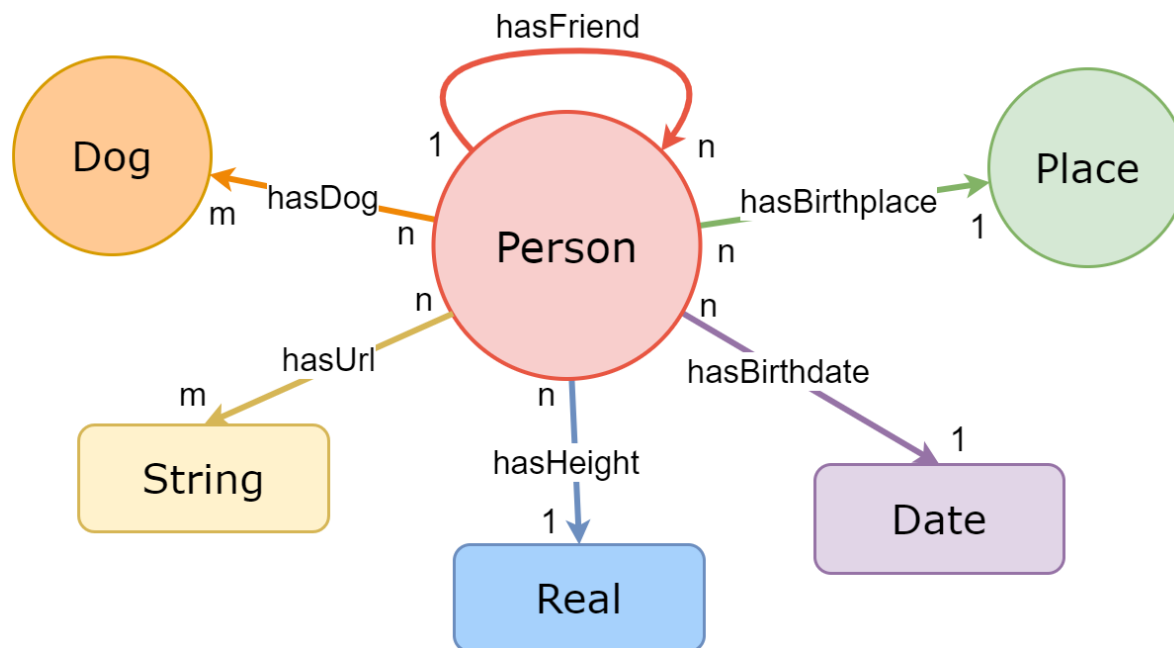 hasFriend
1
n
Dog
hasDog
m
n
Person
hasBirthplace
n
1
Place
n
hasUrl
m
String
n
hasHeight
1
Real
n
hasBirthdate
1
Date